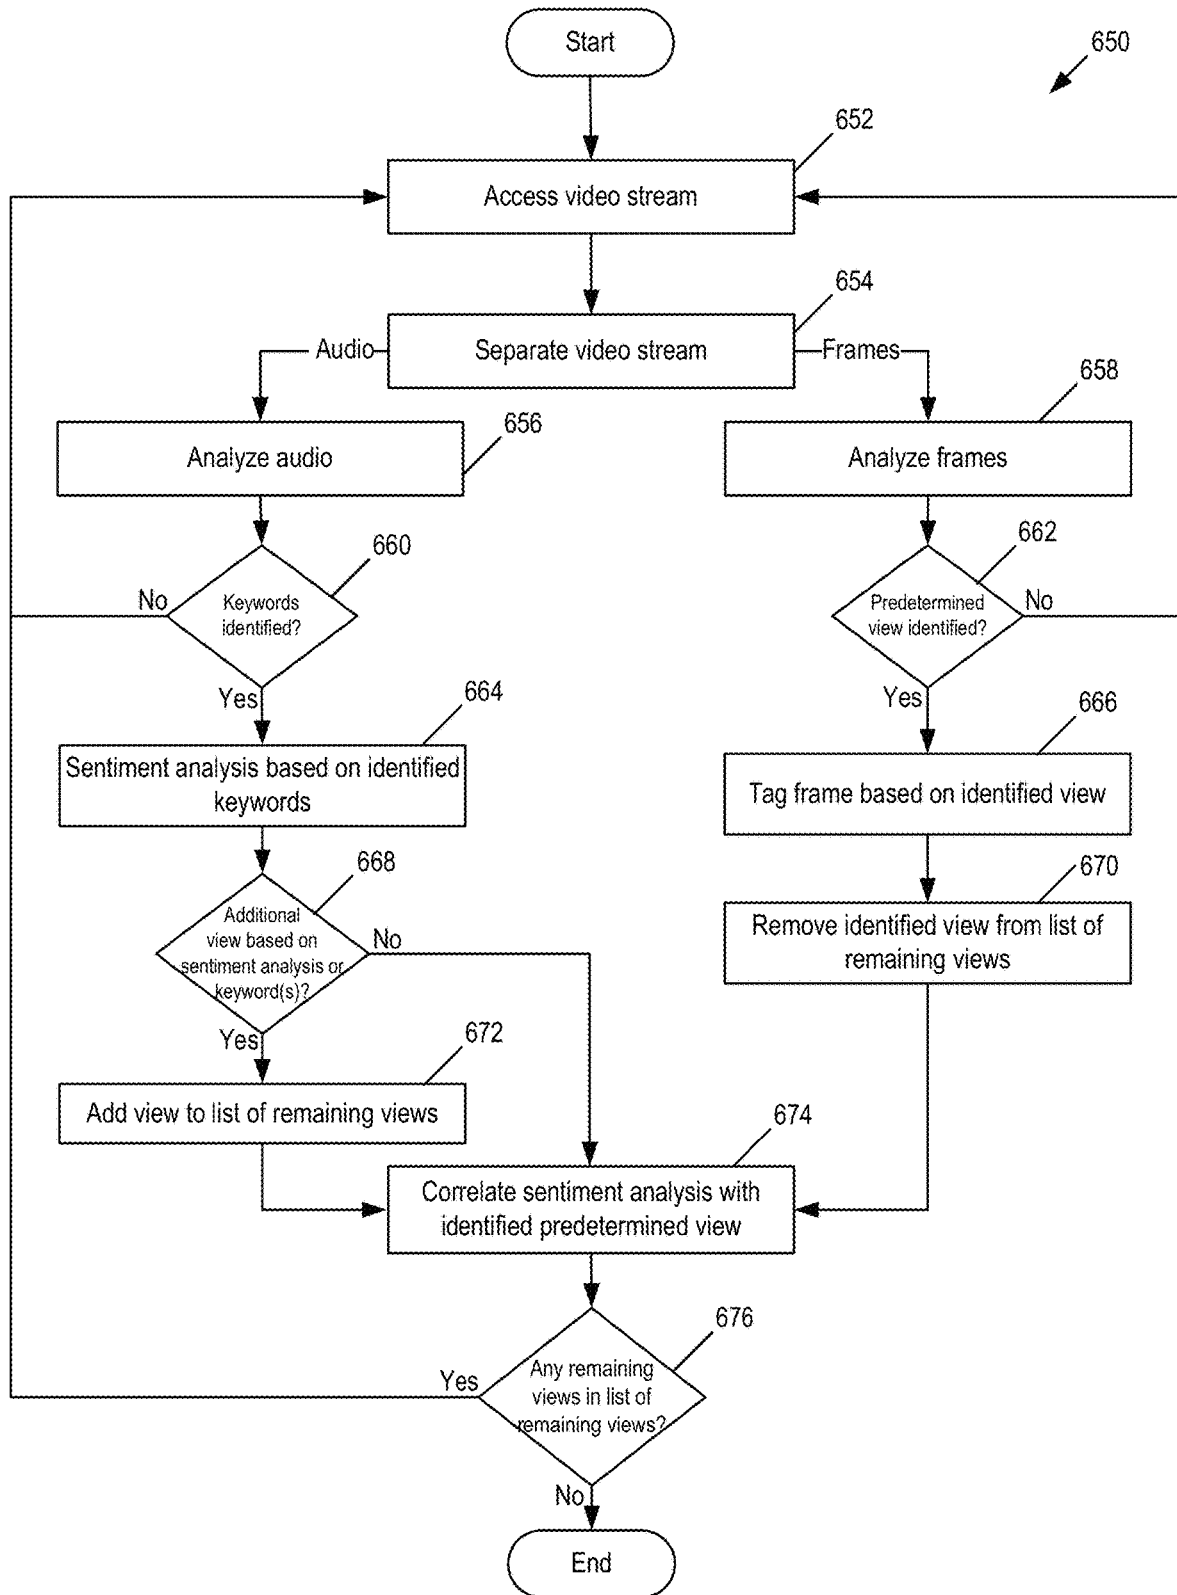 Start
650
652
Access video stream
654
Audio
Separate video stream
Frames
656
Analyze audio
658
Analyze frames
660
Keywords
identified?
No
Yes
662
Predetermined
view identified?
No
Yes
664
Sentiment analysis based on identified
keywords
666
Tag frame based on identified view
668
Additional
view based on
sentiment analysis or
keyword(s)?
No
Yes
670
Remove identified view from list of
remaining views
672
Add view to list of remaining views
674
Correlate sentiment analysis with
identified predetermined view
676
Any remaining
views in list of
remaining views?
Yes
No
End